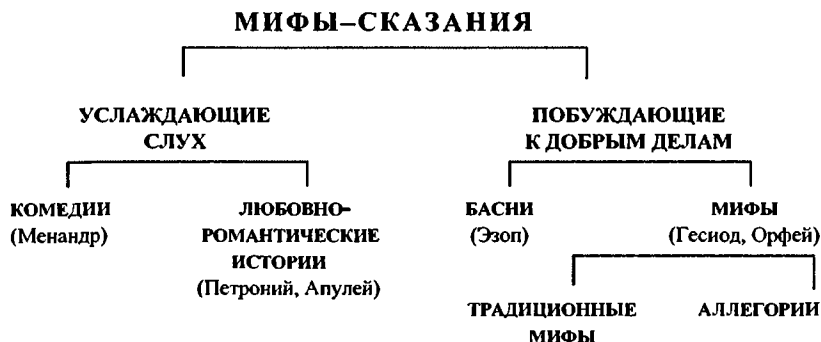 МИФЫ–СКАЗАНИЯ
УСЛАЖДАЮЩИЕ
СЛУХ
ПОБУЖДАЮЩИЕ
К ДОБРЫМ ДЕЛАМ
КОМЕДИИ
(Менандр)
ЛЮБОВНО-
РОМАНТИЧЕСКИЕ
ИСТОРИИ
(Петроний, Апулей)
БАСНИ
(Эзоп)
МИФЫ
(Гесиод, Орфей)
ТРАДИЦИОННЫЕ
МИФЫ
АЛЛЕГОРИИ